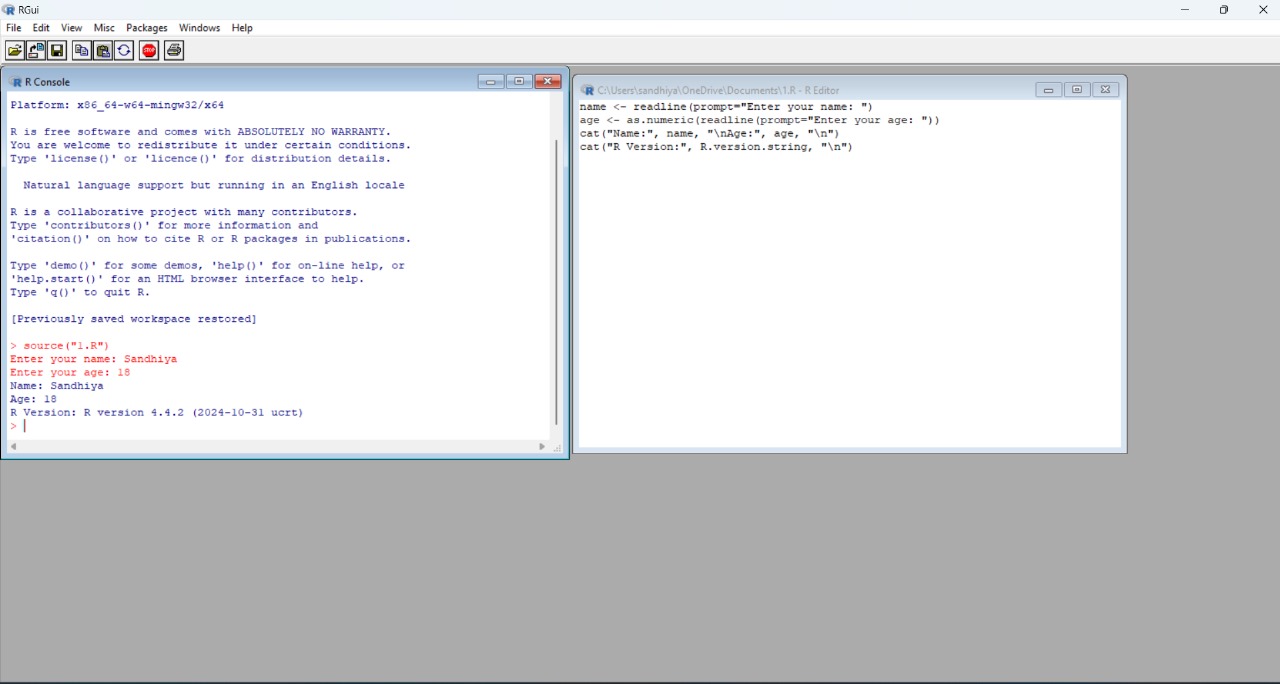 RGui
File Edit View Misc Packages Windows Help
STOP
R Console
Platform: x86_64-w64-mingw32/x64
R is free software and comes with ABSOLUTELY NO WARRANTY.
You are welcome to redistribute it under certain conditions.
Type 'license()' or 'licence()' for distribution details.
Natural language support but running in an English locale
R is a collaborative project with many contributors.
Type 'contributors()' for more information and
'citation()' on how to cite R or R packages in publications.
Type 'demo()' for some demos, 'help()' for on-line help, or
'help.start()' for an HTML browser interface to help.
Type 'q()' to quit R.
[Previously saved workspace restored]
> source("1.R")
Enter your name: Sandhiya
Enter your age: 18
Name: Sandhiya
Age: 18
R Version: R version 4.4.2 (2024-10-31 ucrt)
>
C:\Users\sandhiya\OneDrive\Documents\1.R - R Editor
name <- readline(prompt="Enter your name: ")
age <- as.numeric(readline(prompt="Enter your age: "))
cat("Name:", name, "\nAge:", age, "\n")
cat("R Version:", R.version.string, "\n")